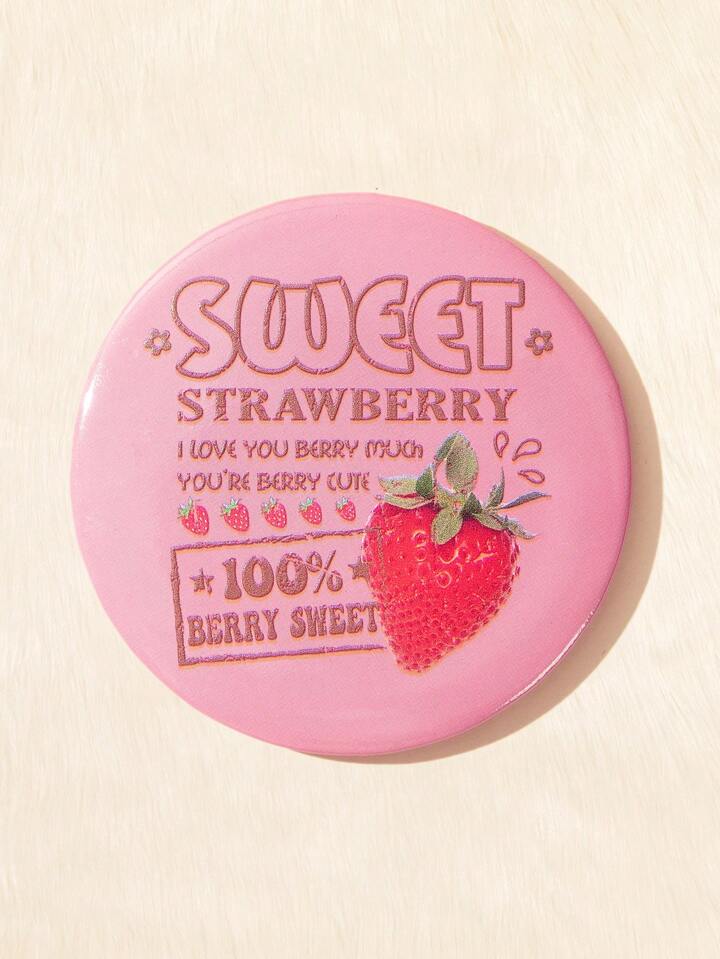 SWEET
STRAWBERRY
I LOVE YOU BERRY MUCh
YOU'RE BERRY CUTE
100%
BERRY SWEET